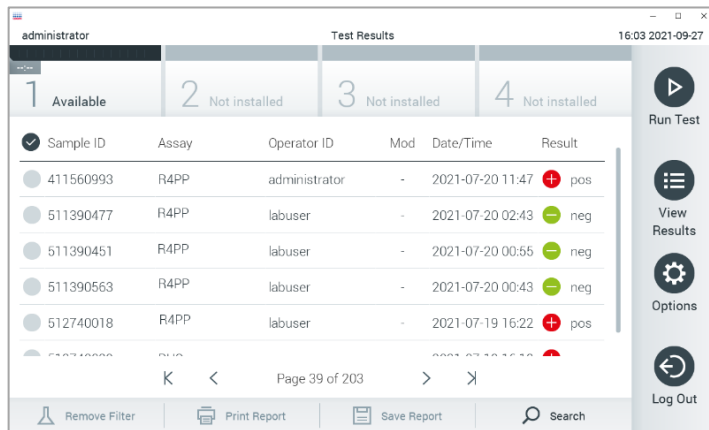 administrator Test Results 16:03 2021-09-27
--:--
1 Available 2 Not installed 3 Not installed 4 Not installed
Run Test
Sample ID Assay Operator ID Mod Date/Time Result
411560993 R4PP administrator - 2021-07-20 11:47 pos
511390477 R4PP labuser - 2021-07-20 02:43 neg
View Results
511390451 R4PP labuser - 2021-07-20 00:55 neg
511390563 R4PP labuser - 2021-07-20 00:43 neg
Options
512740018 R4PP labuser - 2021-07-19 16:22 pos
Page 39 of 203
Log Out
Remove Filter Print Report Save Report Search